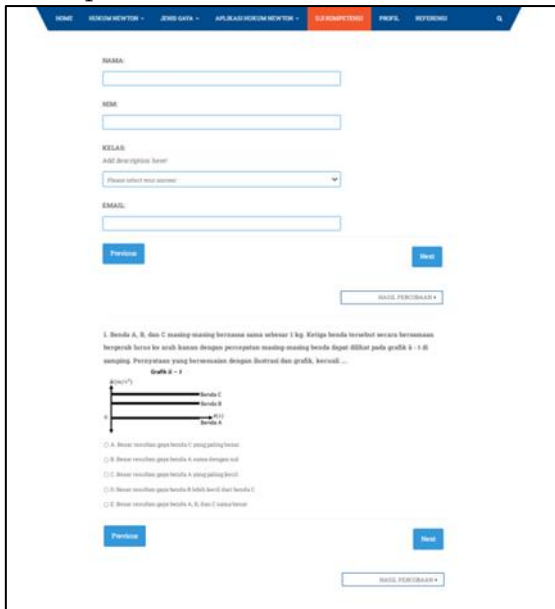 HOME HUKUM NEWTON JENIS GAYA APLIKASI HUKUM NEWTON UJI KOMPETENSI PROFIL REFERENSI
NAMA:
NIM:
KELAS:
Add description here!
Please select your answer
EMAIL:
Previous Next
HASIL PERCOBAAN
1. Benda A, B, dan C masing-masing bermassa sama sebesar 1 kg. Ketiga benda tersebut secara bersamaan
bergerak lurus ke arah kanan dengan percepatan masing-masing benda dapat dilihat pada grafik a - t di
samping. Pernyataan yang bersesuaian dengan ilustrasi dan grafik, kecuali ...
Grafik a - t
a(m/s²)
Benda C
Benda B
0 t(s)
Benda A
A. Besar resultan gaya benda C yang paling besar
B. Besar resultan gaya benda A sama dengan nol
C. Besar resultan gaya benda A yang paling kecil
D. Besar resultan gaya benda B lebih kecil dari benda C
E. Besar resultan gaya benda A, B, dan C sama besar
Previous Next
HASIL PERCOBAAN